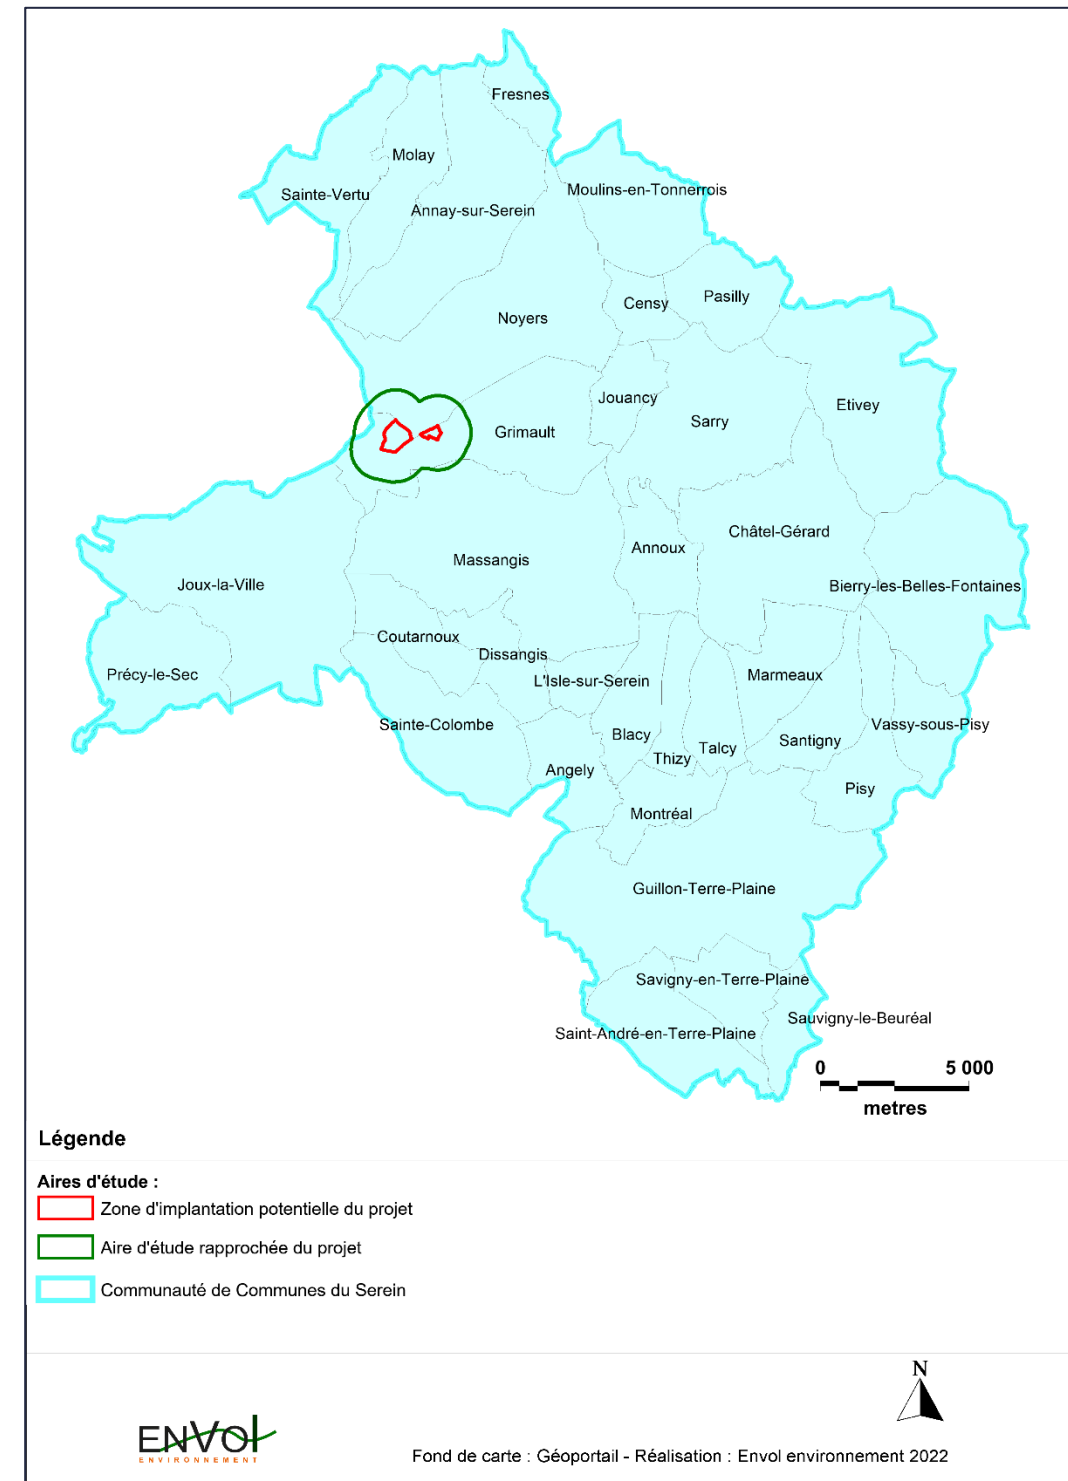 Fresnes
Molay
Moulins-en-Tonnerrois
Sainte-Vertu
Annay-sur-Serein
Censy
Pasilly
Noyers
Jouancy
Etivey
Sarry
Grimault
Châtel-Gérard
Annoux
Massangis
Joux-la-Ville
Bierry-les-Belles-Fontaines
Coutarnoux
Dissangis
Précy-le-Sec
L'Isle-sur-Serein
Marmeaux
Sainte-Colombe
Vassy-sous-Pisy
Blacy
Santigny
Talcy
Thizy
Angely
Pisy
Montréal
Guillon-Terre-Plaine
Savigny-en-Terre-Plaine
Sauvigny-le-Beuréal
Saint-André-en-Terre-Plaine
0 5 000
metres
Légende
Aires d'étude :
Zone d'implantation potentielle du projet
Aire d'étude rapprochée du projet
Communauté de Communes du Serein
N
ENVOL
ENVIRONNEMENT
Fond de carte : Géoportail - Réalisation : Envol environnement 2022